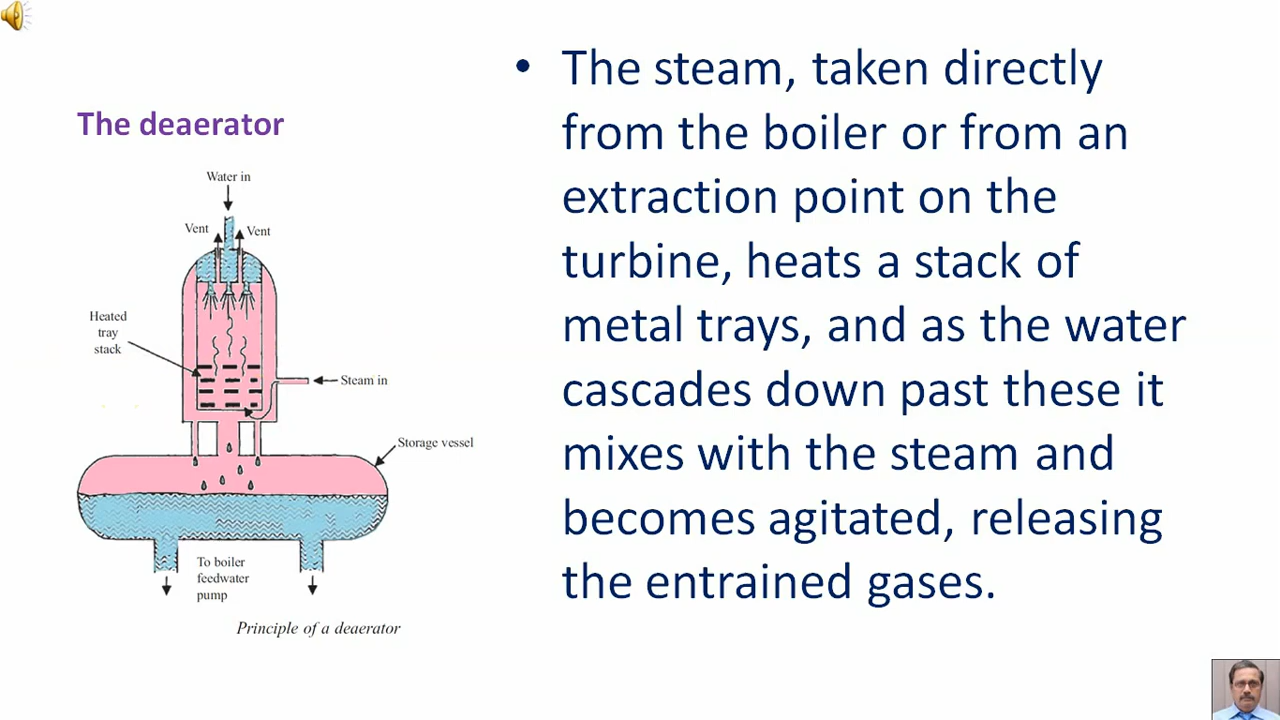 The deaerator
Water in
Vent
Vent
Heated
tray
stack
Steam in
Storage vessel
To boiler
feedwater
pump
Principle of a deaerator
• The steam, taken directly
from the boiler or from an
extraction point on the
turbine, heats a stack of
metal trays, and as the water
cascades down past these it
mixes with the steam and
becomes agitated, releasing
the entrained gases.